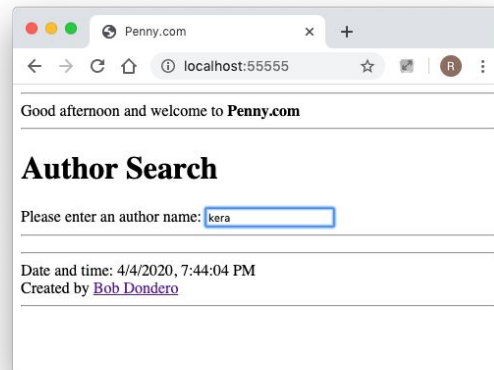 Penny.com
localhost:55555
R
Good afternoon and welcome to Penny.com
Author Search
Please enter an author name: kera
Date and time: 4/4/2020, 7:44:04 PM
Created by Bob Dondero